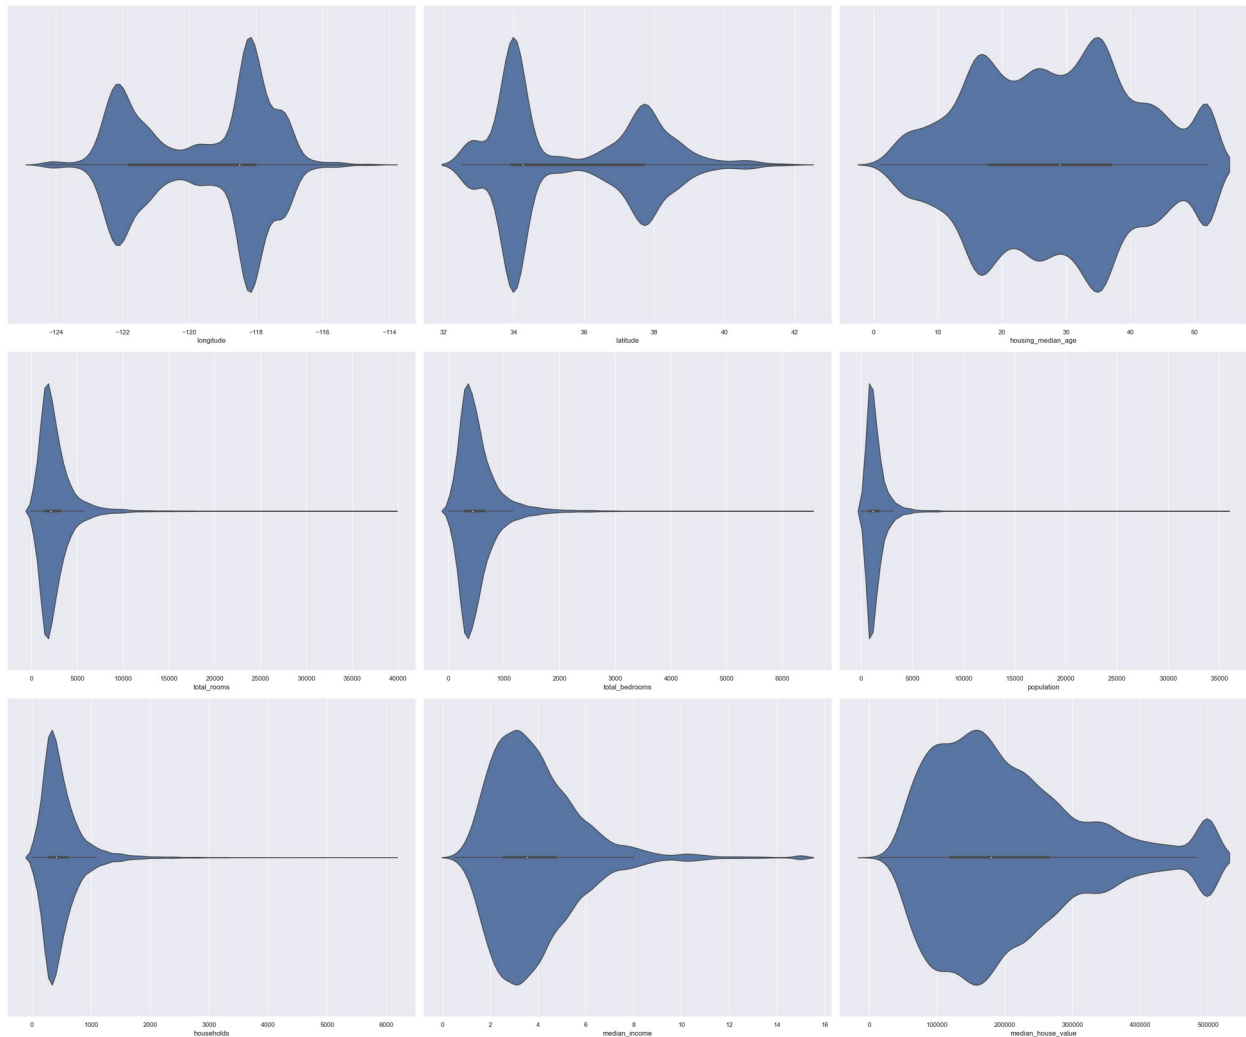 −124 −122 −120 −118 −116 −114
longitude
32 34 36 38 40 42
latitude
0 10 20 30 40 50
housing_median_age
0 5000 10000 15000 20000 25000 30000 35000 40000
total_rooms
0 1000 2000 3000 4000 5000 6000
total_bedrooms
0 5000 10000 15000 20000 25000 30000 35000
population
0 1000 2000 3000 4000 5000 6000
households
0 2 4 6 8 10 12 14 16
median_income
0 100000 200000 300000 400000 500000
median_house_value